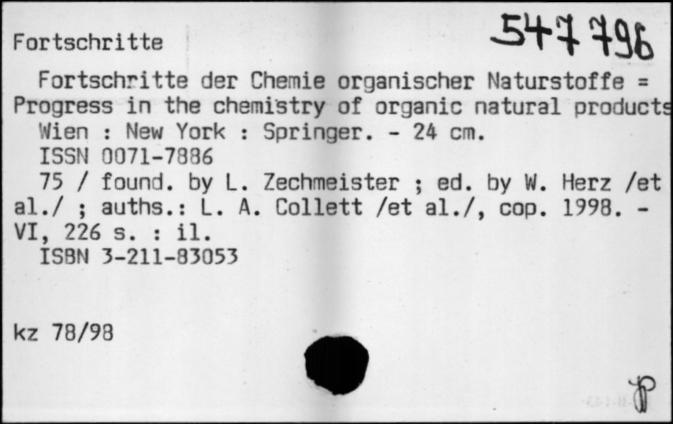 547 796
Fortschritte
Fortschritte der Chemie organischer Naturstoffe =
Progress in the chemistry of organic natural products
Wien : New York : Springer. - 24 cm.
ISSN 0071-7886
75 / found. by L. Zechmeister ; ed. by W. Herz /et
al./ ; auths.: L. A. Collett /et al./, cop. 1998. -
VI, 226 s. : il.
ISBN 3-211-83053
kz 78/98